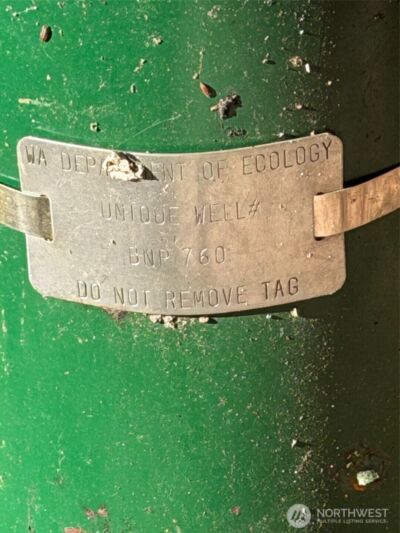 WA DEPARTMENT OF ECOLOGY
UNIQUE WELL#
BNP 760
DO NOT REMOVE TAG
NORTHWEST
MULTIPLE LISTING SERVICE